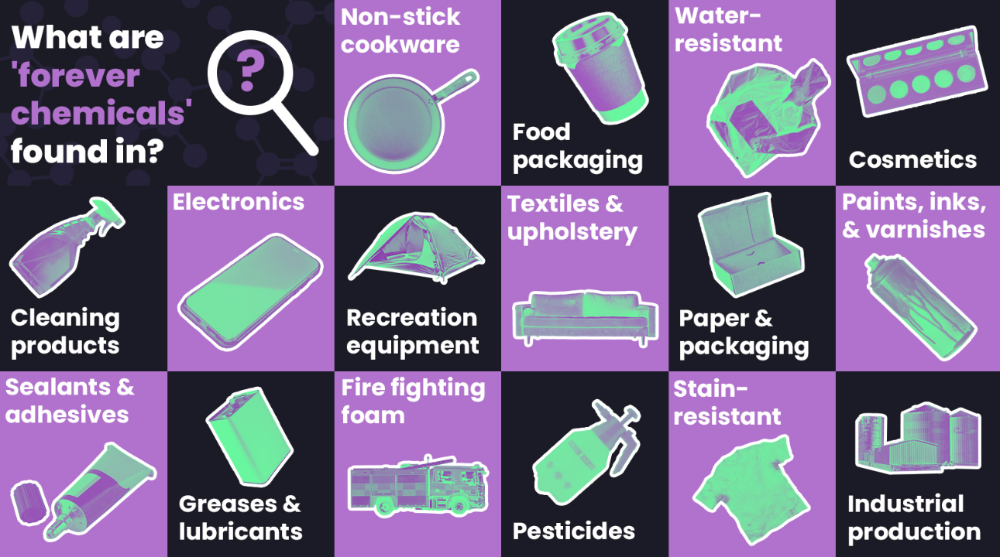 What are
'forever
chemicals'
found in?
?
Non-stick
cookware
Food
packaging
Water-
resistant
Cosmetics
Cleaning
products
Electronics
Recreation
equipment
Textiles &
upholstery
Paper &
packaging
Paints, inks,
& varnishes
Sealants &
adhesives
Greases &
lubricants
Fire fighting
foam
Pesticides
Stain-
resistant
Industrial
production